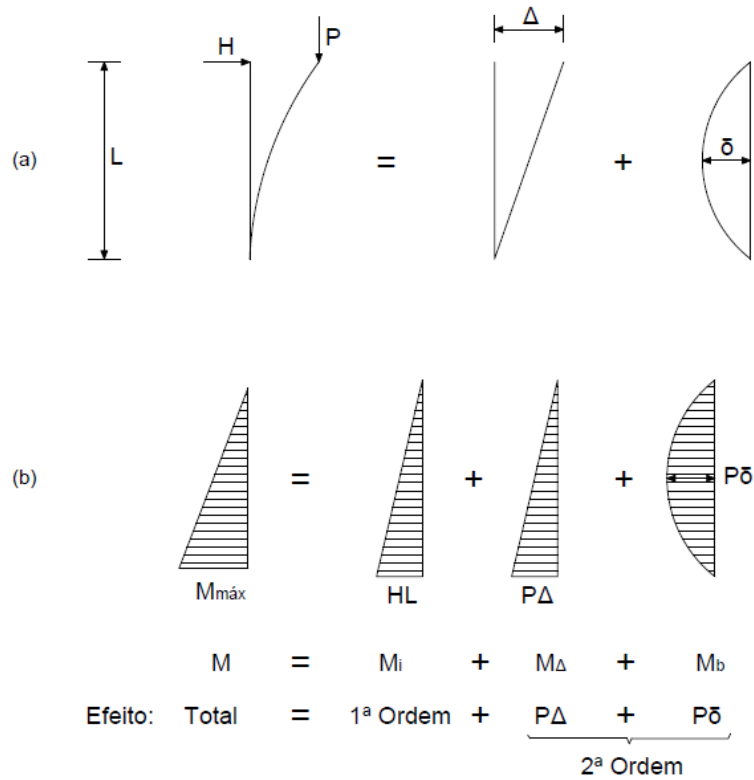 H P Δ
(a) L = + δ
(b) = + + Pδ
Mmáx HL PΔ
M = Mi + MΔ + Mb
Efeito: Total = 1ª Ordem + PΔ + Pδ
2ª Ordem